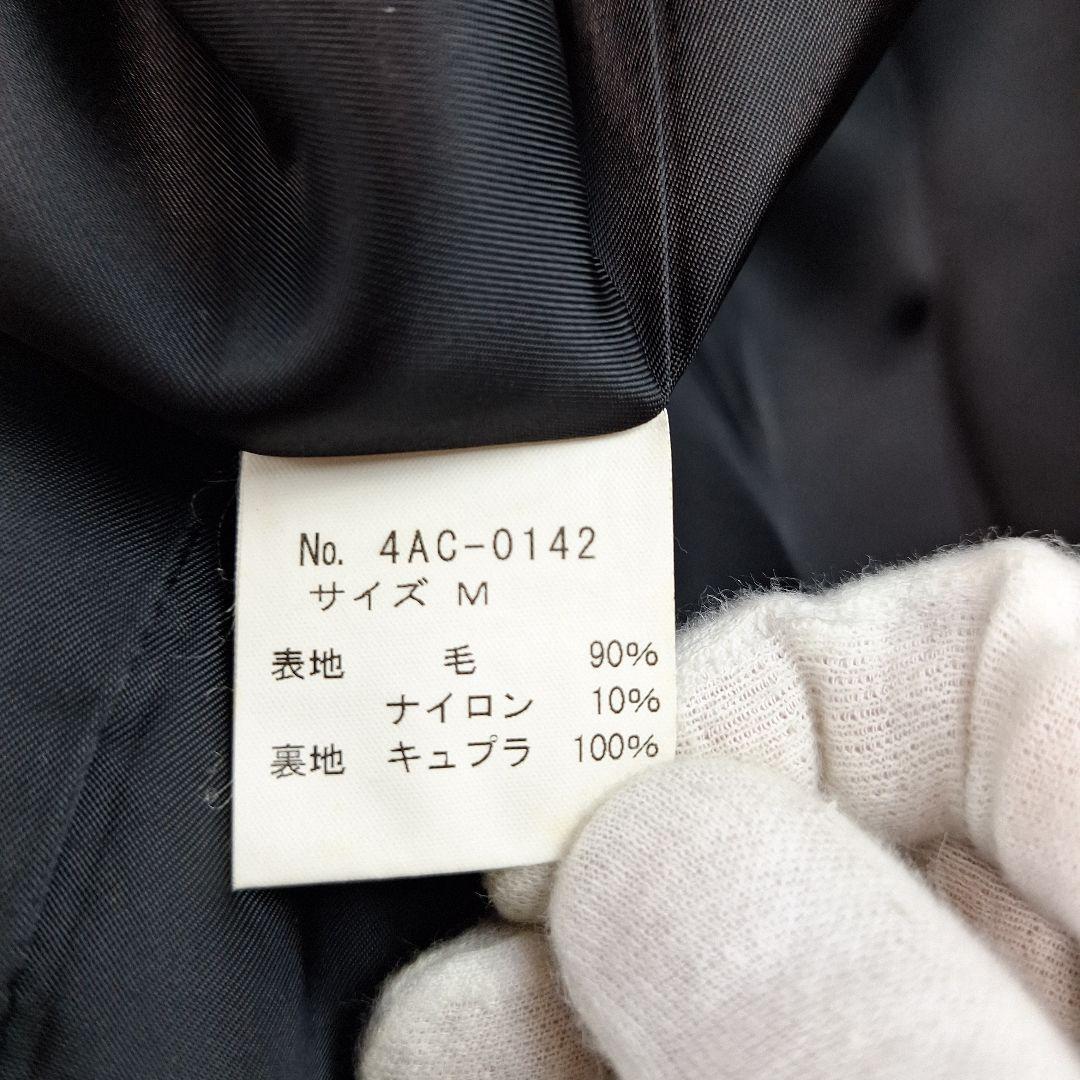 No. 4AC-0142
サイズ M
表地 毛 90%
ナイロン 10%
裏地 キュプラ 100%